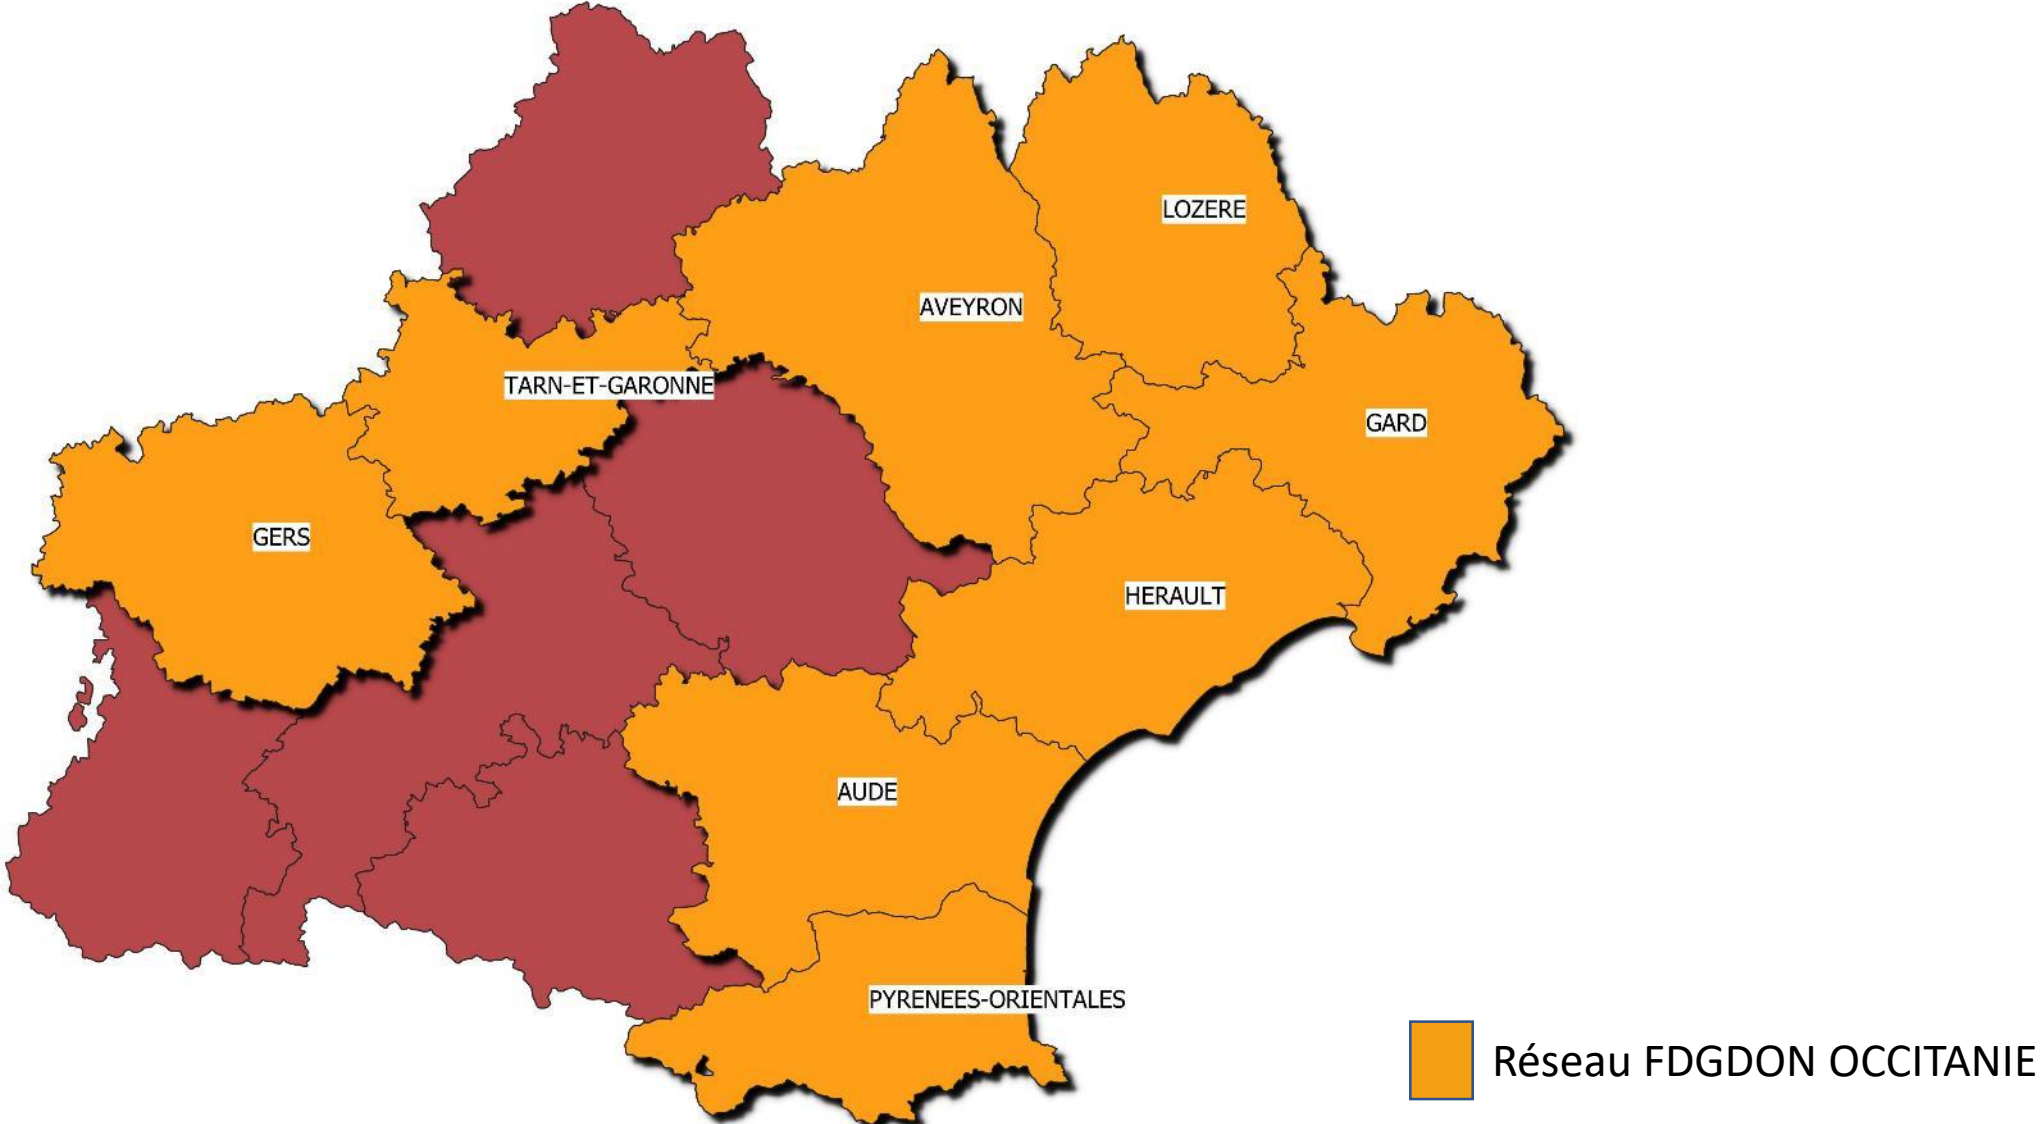 LOZERE
AVEYRON
TARN-ET-GARONNE
GARD
GERS
HERAULT
AUDE
PYRENEES-ORIENTALES
Réseau FDGDON OCCITANIE